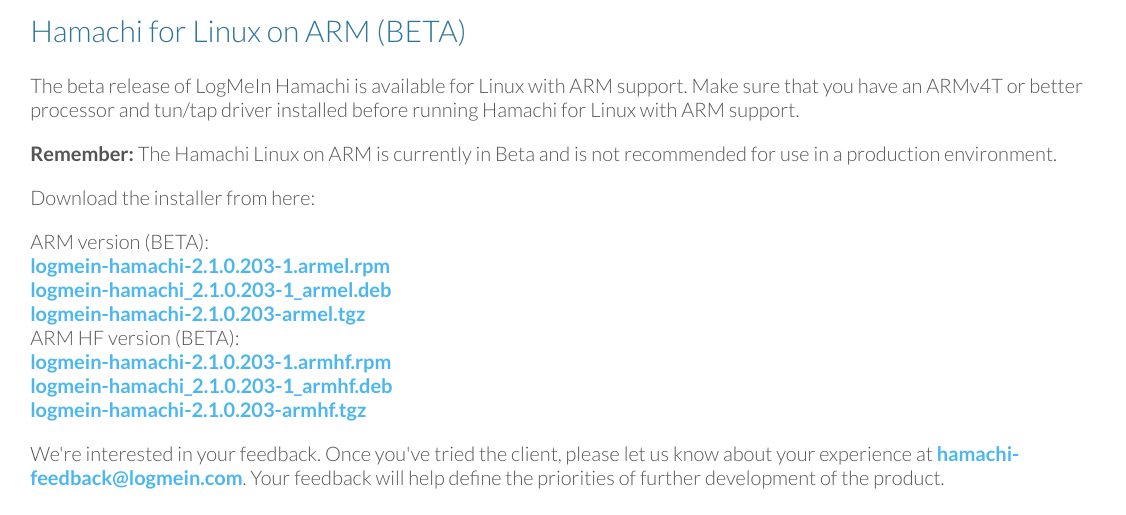 Hamachi for Linux on ARM (BETA)
The beta release of LogMeIn Hamachi is available for Linux with ARM support. Make sure that you have an ARMv4T or better
processor and tun/tap driver installed before running Hamachi for Linux with ARM support.
Remember: The Hamachi Linux on ARM is currently in Beta and is not recommended for use in a production environment.
Download the installer from here:
ARM version (BETA):
logmein-hamachi-2.1.0.203-1.armel.rpm
logmein-hamachi_2.1.0.203-1_armel.deb
logmein-hamachi-2.1.0.203-armel.tgz
ARM HF version (BETA):
logmein-hamachi-2.1.0.203-1.armhf.rpm
logmein-hamachi_2.1.0.203-1_armhf.deb
logmein-hamachi-2.1.0.203-armhf.tgz
We're interested in your feedback. Once you've tried the client, please let us know about your experience at hamachi-
feedback@logmein.com. Your feedback will help define the priorities of further development of the product.